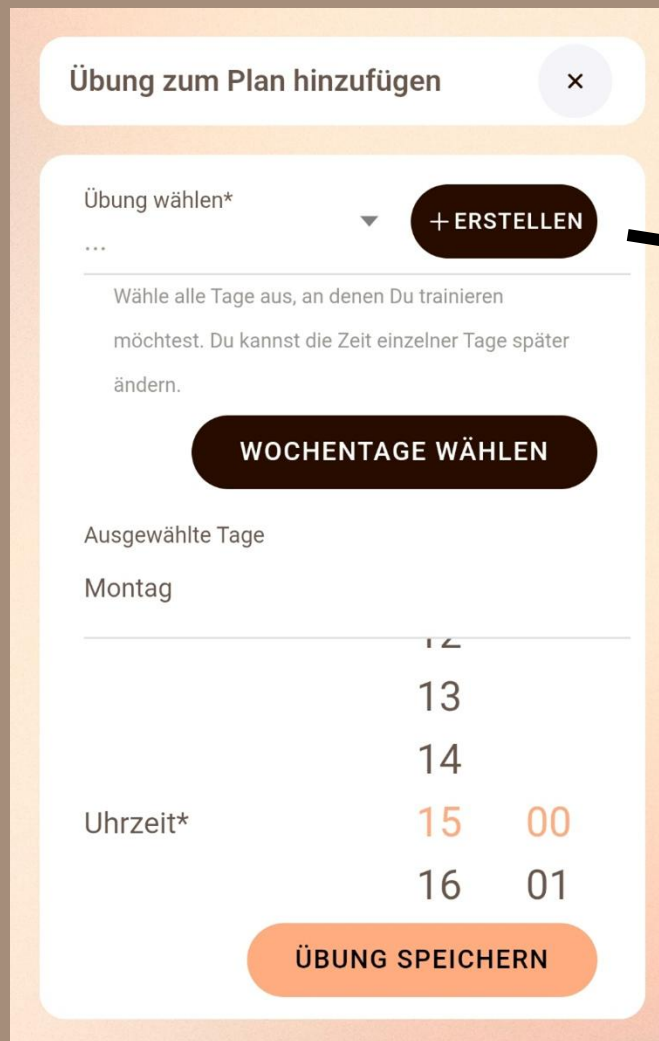 Übung zum Plan hinzufügen ×
Übung wählen*
...
+ERSTELLEN
Wähle alle Tage aus, an denen Du trainieren
möchtest. Du kannst die Zeit einzelner Tage später
ändern.
WOCHENTAGE WÄHLEN
Ausgewählte Tage
Montag
12
13
14
Uhrzeit* 15 00
16 01
ÜBUNG SPEICHERN